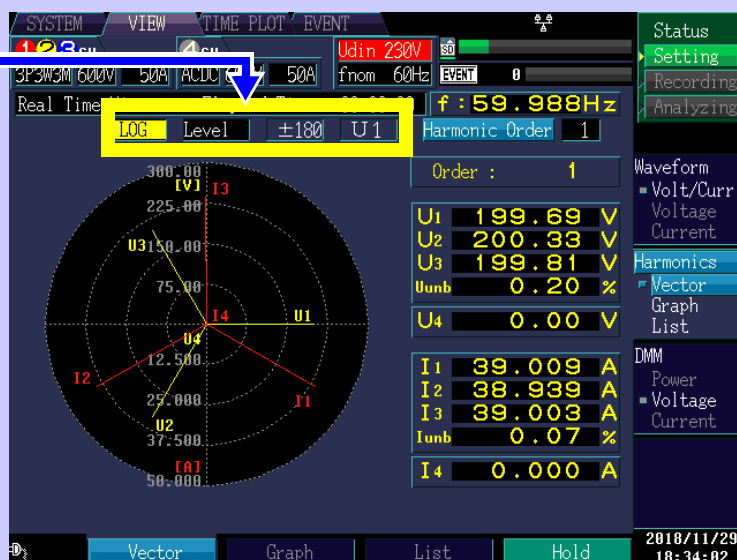 SYSTEM VIEW TIME PLOT EVENT
123CH 4CH Udin 230V SD
3P3W3M 600V 50A ACDC 50A fnom 60Hz EVENT 0
Real Time f:59.988Hz
LOG Level ±180 U1 Harmonic Order 1
Order : 1
U1 199.69 V
U2 200.33 V
U3 199.81 V
Uunb 0.20 %
U4 0.00 V
I1 39.009 A
I2 38.939 A
I3 39.003 A
Iunb 0.07 %
I4 0.000 A
300.00
[V] I3
225.00
U3 150.00
75.00
I4 U1
U4
12.500
I2
25.000 I1
U2
37.500
[A]
50.000
Status
Setting
Recording
Analyzing
Waveform
Volt/Curr
Voltage
Current
Harmonics
Vector
Graph
List
DMM
Power
Voltage
Current
2018/11/29
18:34:02
Vector Graph List Hold